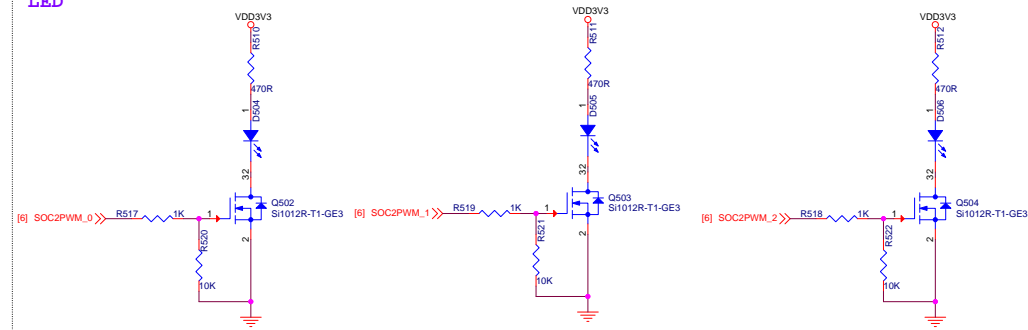 LED
VDD3V3
R510
470R
1
D504
32
Q502
Si1012R-T1-GE3
[6] SOC2PWM_0
R517
1K
1
2
R520
10K
VDD3V3
R511
470R
1
D505
32
Q503
Si1012R-T1-GE3
[6] SOC2PWM_1
R519
1K
1
2
R521
10K
VDD3V3
R512
470R
1
D506
32
Q504
Si1012R-T1-GE3
[6] SOC2PWM_2
R518
1K
1
2
R522
10K